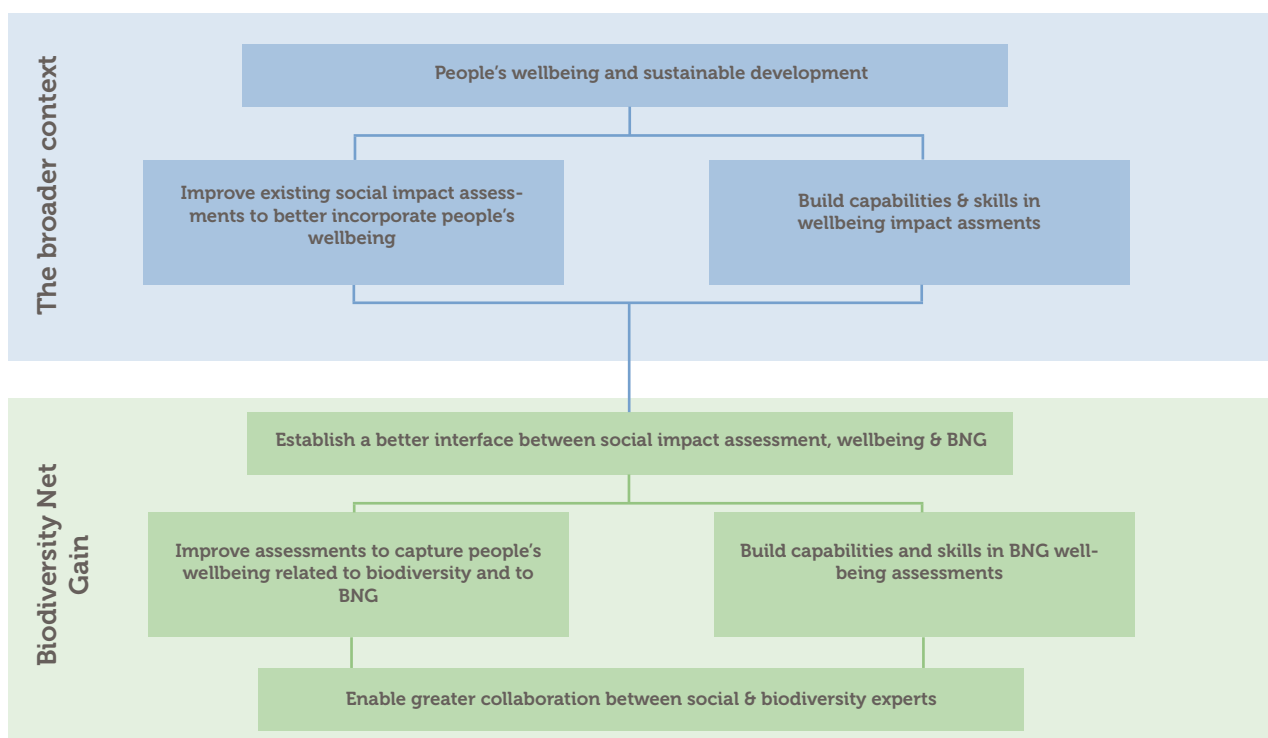 The broader context
People's wellbeing and sustainable development
Improve existing social impact assess-
ments to better incorporate people's
wellbeing
Build capabilities & skills in
wellbeing impact assments
Biodiversity Net
Gain
Establish a better interface between social impact assessment, wellbeing & BNG
Improve assessments to capture people's
wellbeing related to biodiversity and to
BNG
Build capabilities and skills in BNG well-
being assessments
Enable greater collaboration between social & biodiversity experts